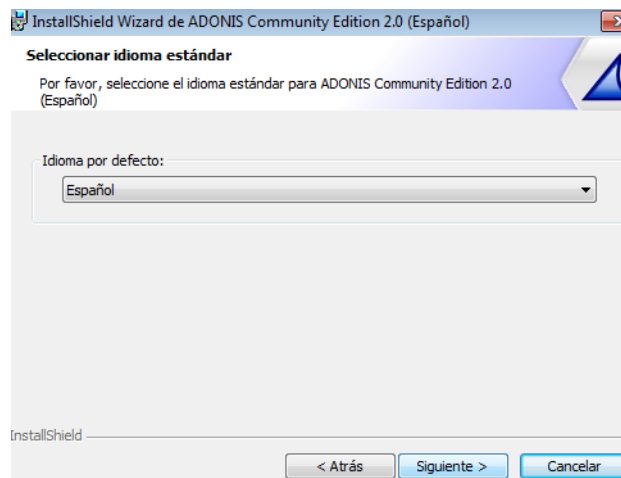 InstallShield Wizard de ADONIS Community Edition 2.0 (Español)
Seleccionar idioma estándar
Por favor, seleccione el idioma estándar para ADONIS Community Edition 2.0
(Español)
Idioma por defecto:
Español
InstallShield
< Atrás
Siguiente >
Cancelar